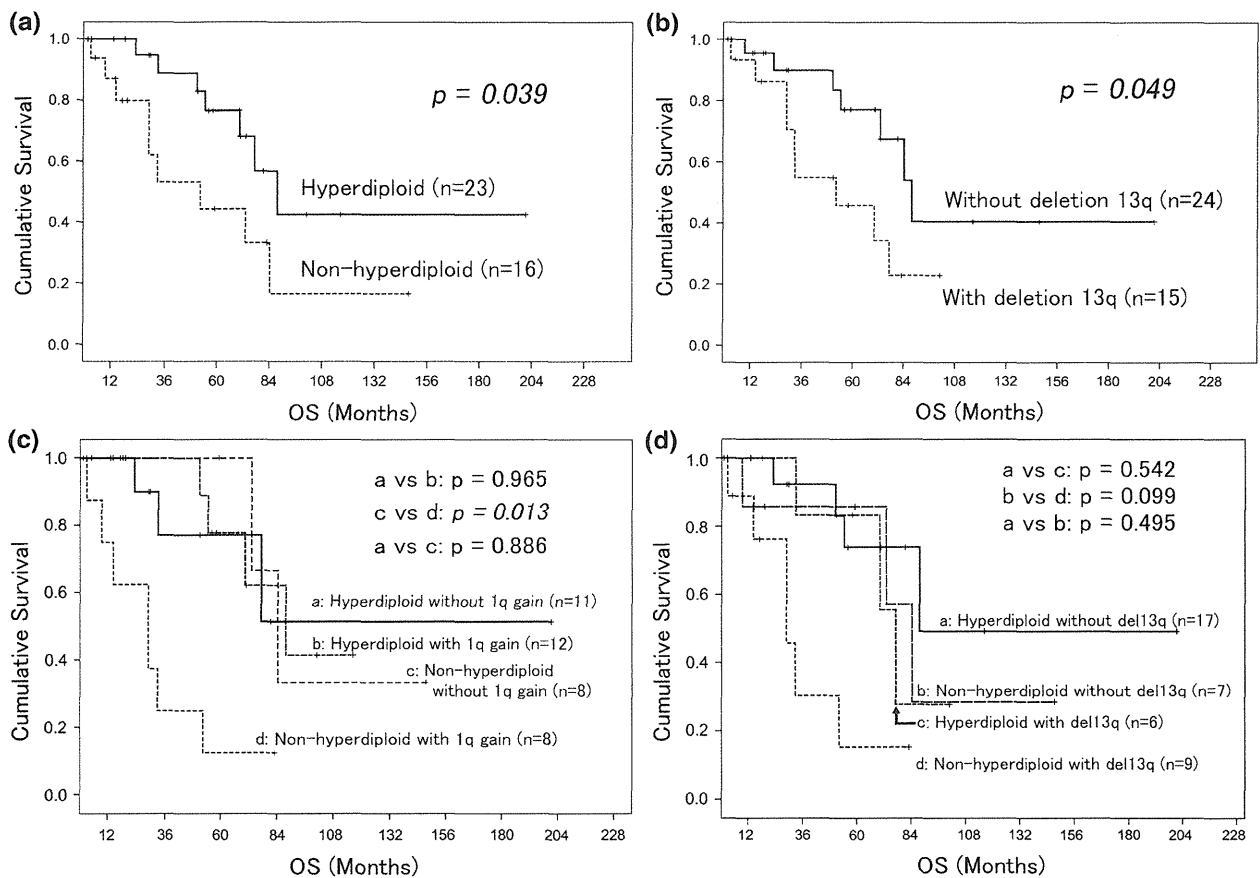 (a)
1.0
0.8
0.6
0.4
0.2
0.0
Cumulative Survival
p = 0.039
Hyperdiploid (n=23)
Non-hyperdiploid (n=16)
12 36 60 84 108 132 156 180 204 228
OS (Months)
(b)
1.0
0.8
0.6
0.4
0.2
0.0
Cumulative Survival
p = 0.049
Without deletion 13q (n=24)
With deletion 13q (n=15)
12 36 60 84 108 132 156 180 204 228
OS (Months)
(c)
1.0
0.8
0.6
0.4
0.2
0.0
Cumulative Survival
a vs b: p = 0.965
c vs d: p = 0.013
a vs c: p = 0.886
a: Hyperdiploid without 1q gain (n=11)
b: Hyperdiploid with 1q gain (n=12)
c: Non-hyperdiploid
without 1q gain (n=8)
d: Non-hyperdiploid with 1q gain (n=8)
12 36 60 84 108 132 156 180 204 228
OS (Months)
(d)
1.0
0.8
0.6
0.4
0.2
0.0
Cumulative Survival
a vs c: p = 0.542
b vs d: p = 0.099
a vs b: p = 0.495
a: Hyperdiploid without del13q (n=17)
b: Non-hyperdiploid without del13q (n=7)
c: Hyperdiploid with del13q (n=6)
d: Non-hyperdiploid with del13q (n=9)
12 36 60 84 108 132 156 180 204 228
OS (Months)